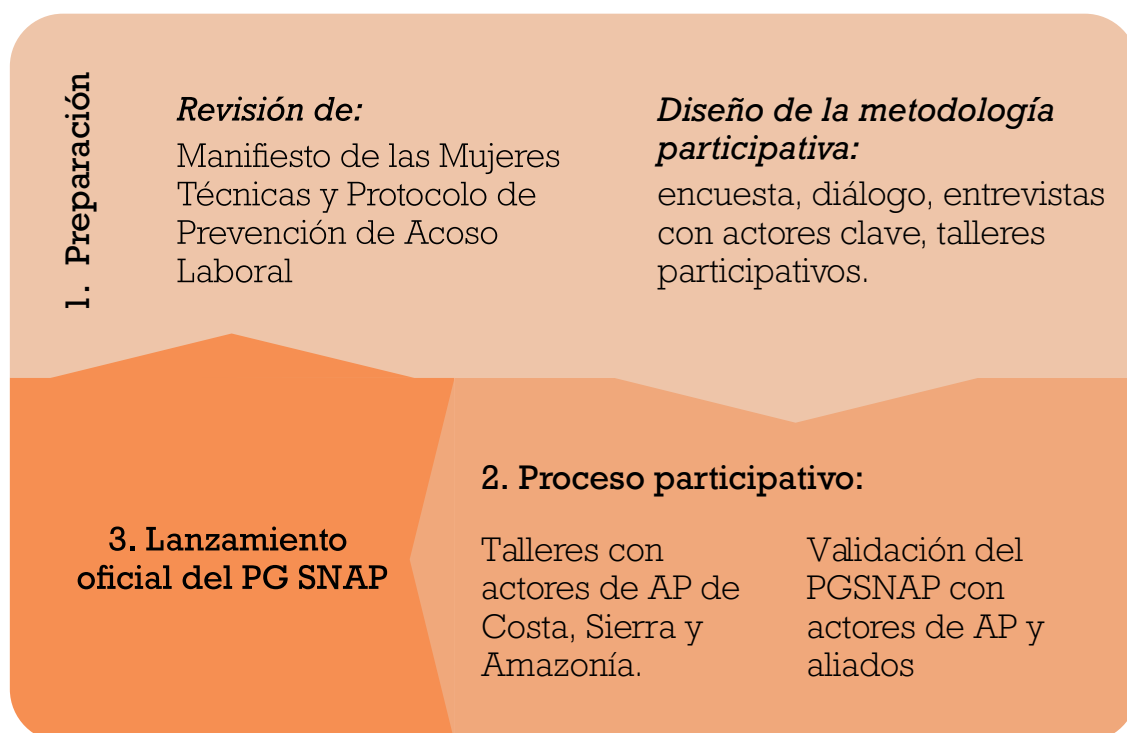 1. Preparación
Revisión de:
Manifiesto de las Mujeres
Técnicas y Protocolo de
Prevención de Acoso
Laboral
Diseño de la metodología
participativa:
encuesta, diálogo, entrevistas
con actores clave, talleres
participativos.
2. Proceso participativo:
Talleres con
actores de AP de
Costa, Sierra y
Amazonía.
Validación del
PGSNAP con
actores de AP y
aliados
3. Lanzamiento
oficial del PG SNAP